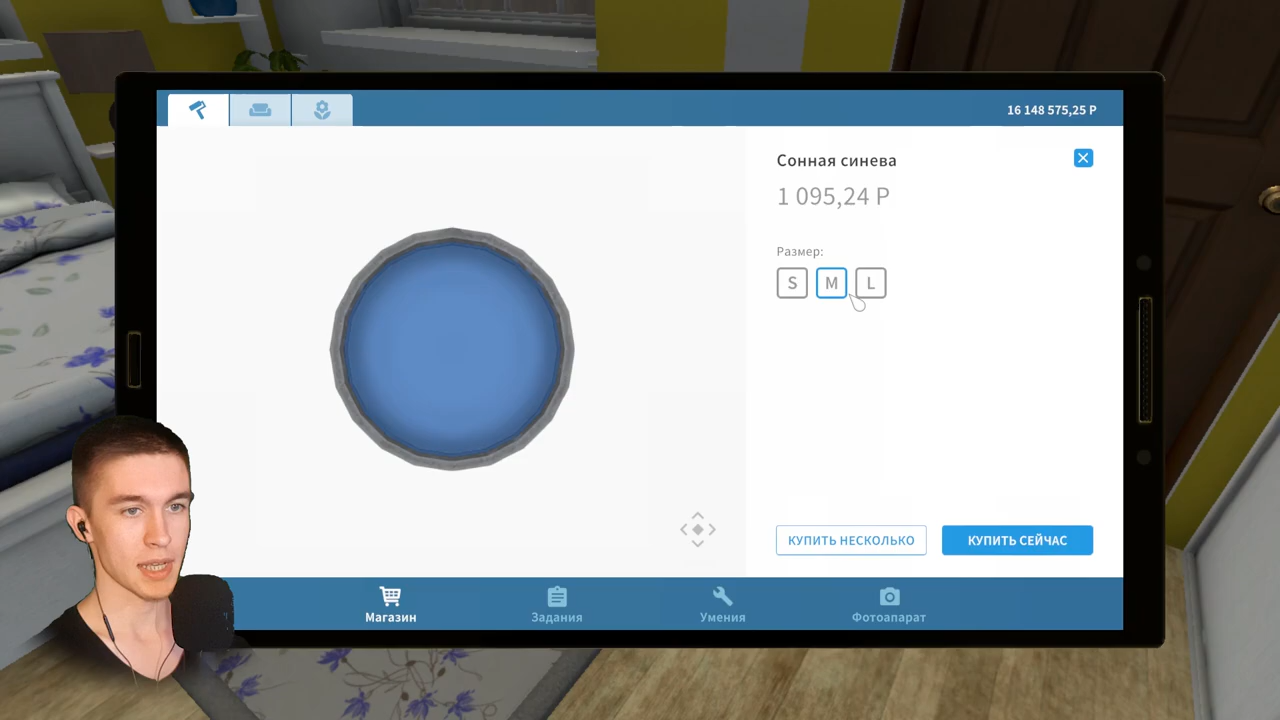 16 148 575,25 Р
Сонная синева
1 095,24 Р
Размер:
S M L
КУПИТЬ НЕСКОЛЬКО КУПИТЬ СЕЙЧАС
Магазин Задания Умения Фотоапарат